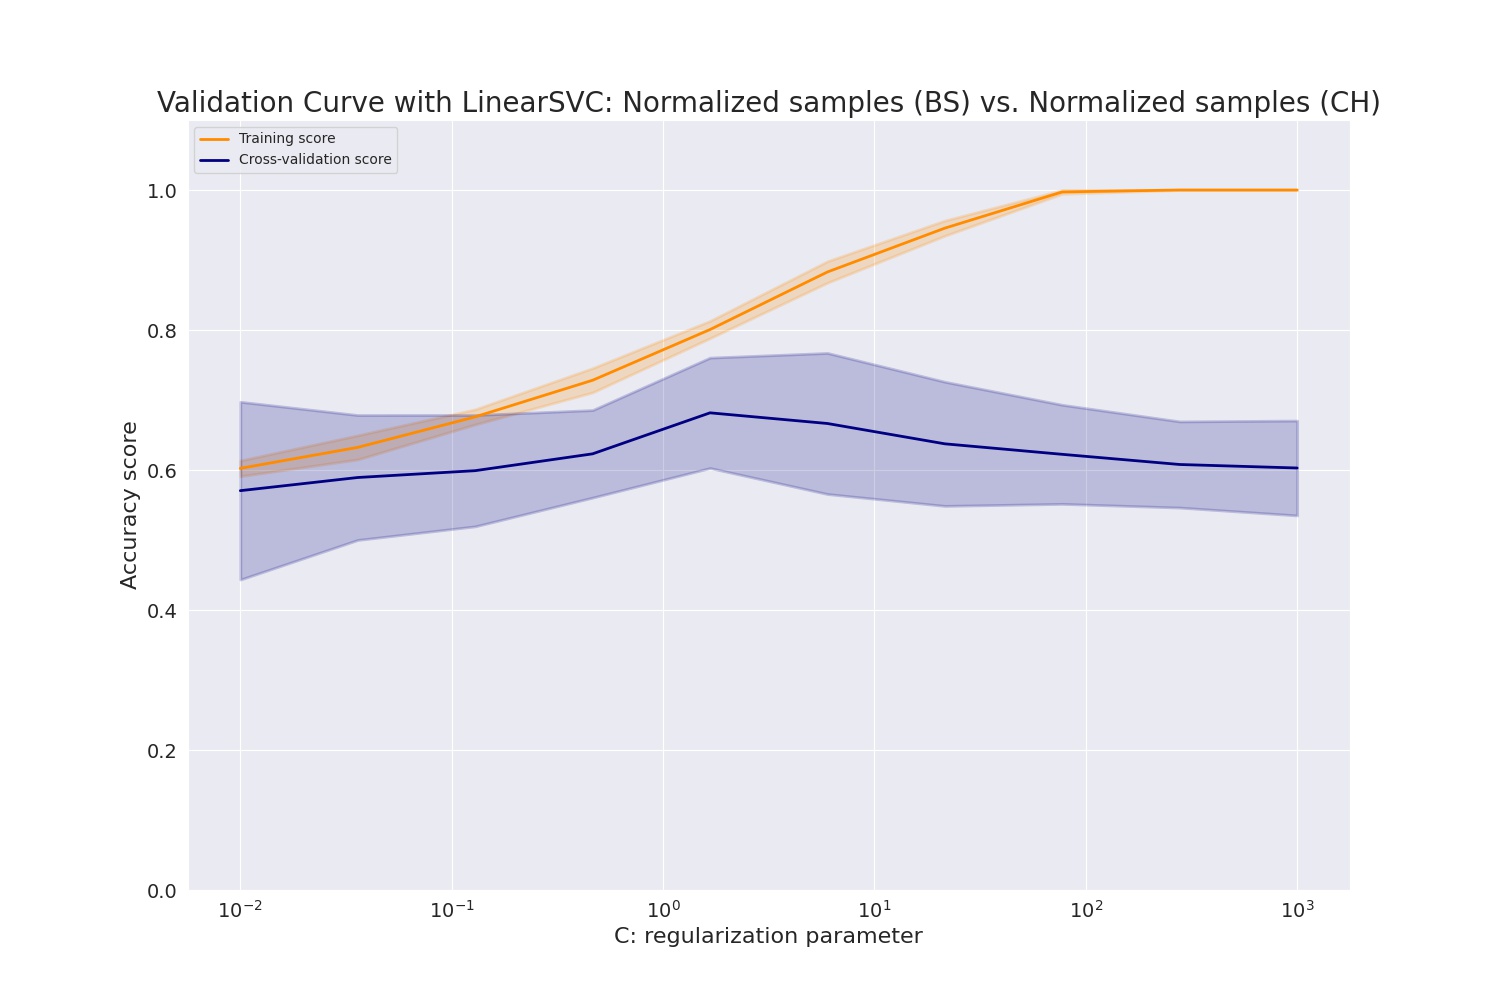 Validation Curve with LinearSVC: Normalized samples (BS) vs. Normalized samples (CH)
Training score
Cross-validation score
1.0
0.8
0.6
0.4
0.2
0.0
Accuracy score
10⁻²
10⁻¹
10⁰
10¹
10²
10³
C: regularization parameter